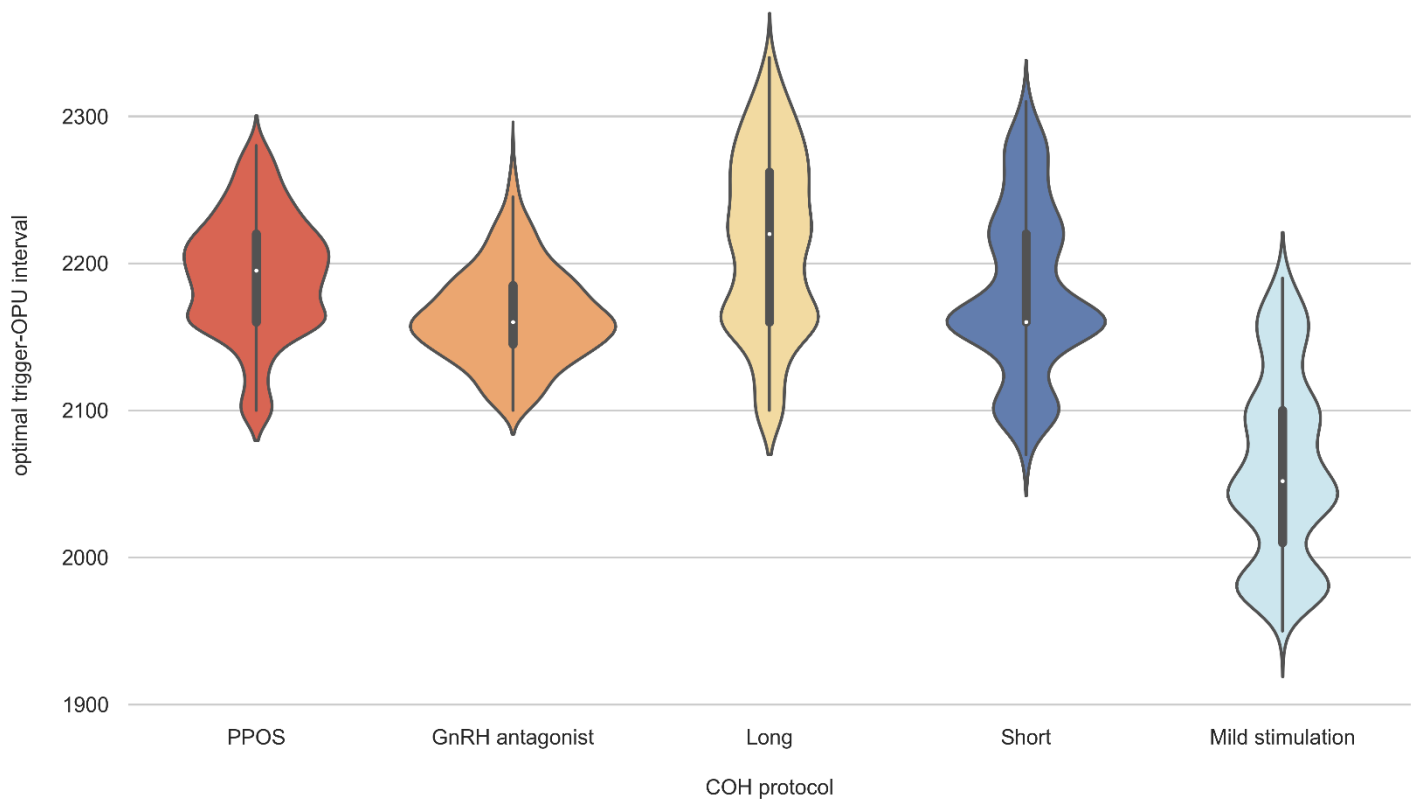 optimal trigger-OPU interval
2300
2200
2100
2000
1900
PPOS
GnRH antagonist
Long
Short
Mild stimulation
COH protocol